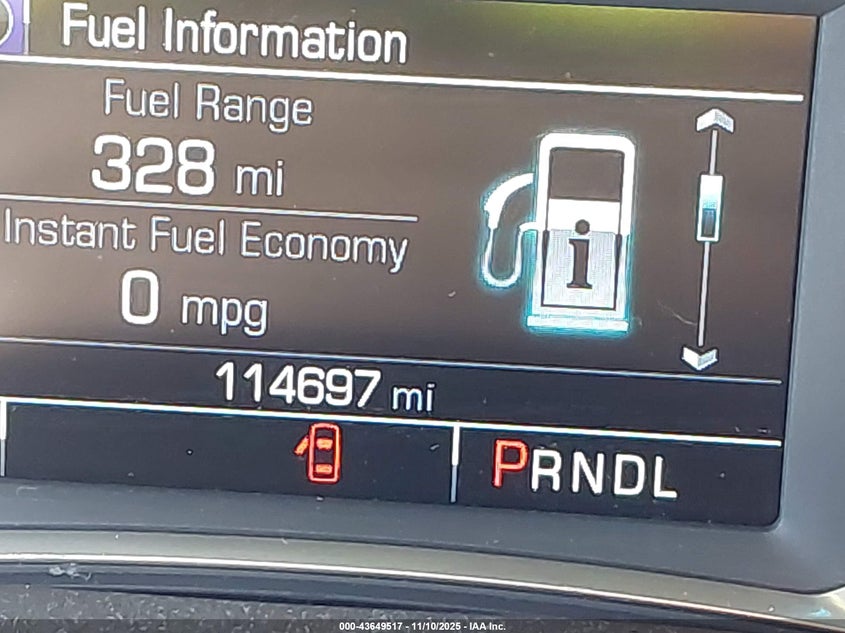 Fuel Information
Fuel Range
328 mi
Instant Fuel Economy
0 mpg
i
114697 mi
PRNDL
000-43649517 - 11/10/2025 - IAA Inc.